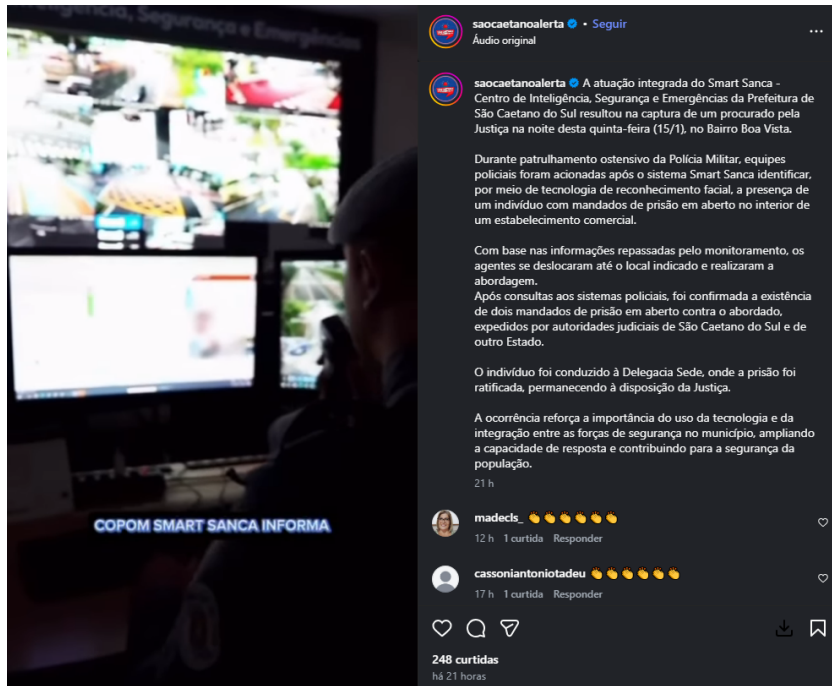 Inteligência, Segurança e Emergências
COPOM SMART SANCA INFORMA
saocaetanoalerta • Seguir
Áudio original
saocaetanoalerta A atuação integrada do Smart Sanca -
Centro de Inteligência, Segurança e Emergências da Prefeitura de
São Caetano do Sul resultou na captura de um procurado pela
Justiça na noite desta quinta-feira (15/1), no Bairro Boa Vista.
Durante patrulhamento ostensivo da Polícia Militar, equipes
policiais foram acionadas após o sistema Smart Sanca identificar,
por meio de tecnologia de reconhecimento facial, a presença de
um indivíduo com mandados de prisão em aberto no interior de
um estabelecimento comercial.
Com base nas informações repassadas pelo monitoramento, os
agentes se deslocaram até o local indicado e realizaram a
abordagem.
Após consultas aos sistemas policiais, foi confirmada a existência
de dois mandados de prisão em aberto contra o abordado,
expedidos por autoridades judiciais de São Caetano do Sul e de
outro Estado.
O indivíduo foi conduzido à Delegacia Sede, onde a prisão foi
ratificada, permanecendo à disposição da Justiça.
A ocorrência reforça a importância do uso da tecnologia e da
integração entre as forças de segurança no município, ampliando
a capacidade de resposta e contribuindo para a segurança da
população.
21 h
madecls_ 👏👏👏👏👏👏
12 h 1 curtida Responder
cassoniantoniotadeu 👏👏👏👏👏👏
17 h 1 curtida Responder
248 curtidas
há 21 horas